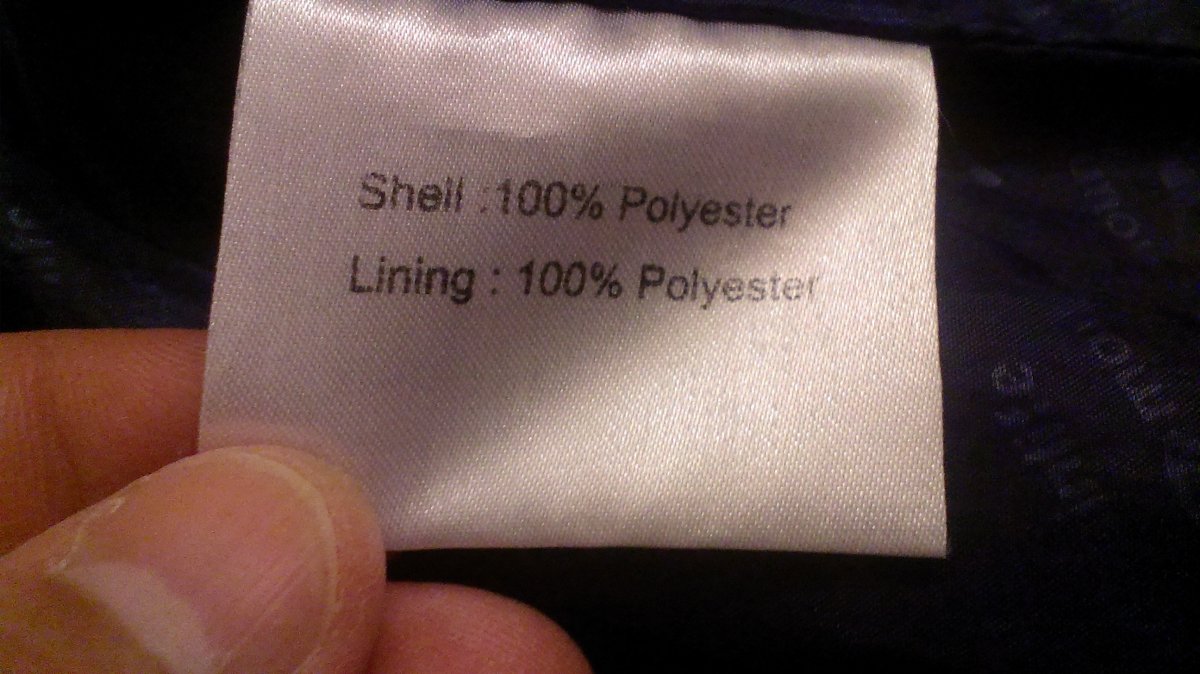 Shell :100% Polyester
Lining : 100% Polyester